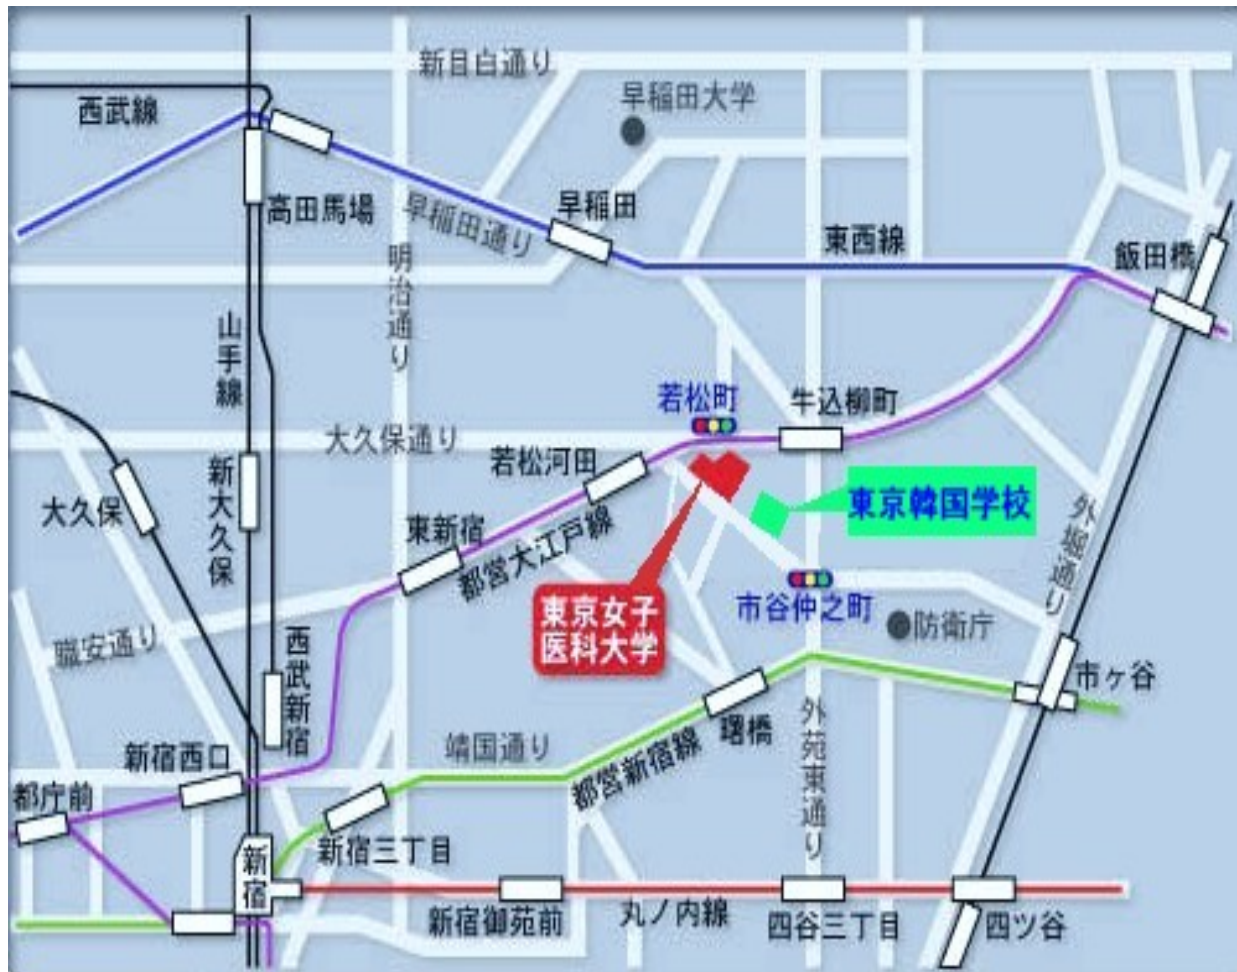 新目白通り
西武線
早稲田大学
高田馬場
早稲田通り
早稲田
東西線
飯田橋
明治通り
山手線
若松町
牛込柳町
大久保通り
若松河田
新大久保
大久保
東新宿
都営大江戸線
東京韓国学校
外堀通り
東京女子
医科大学
市谷仲之町
防衛庁
職安通り
西武新宿
市ヶ谷
曙橋
外苑東通り
靖国通り
都営新宿線
新宿西口
都庁前
新宿三丁目
新宿
新宿御苑前
丸ノ内線
四谷三丁目
四ツ谷